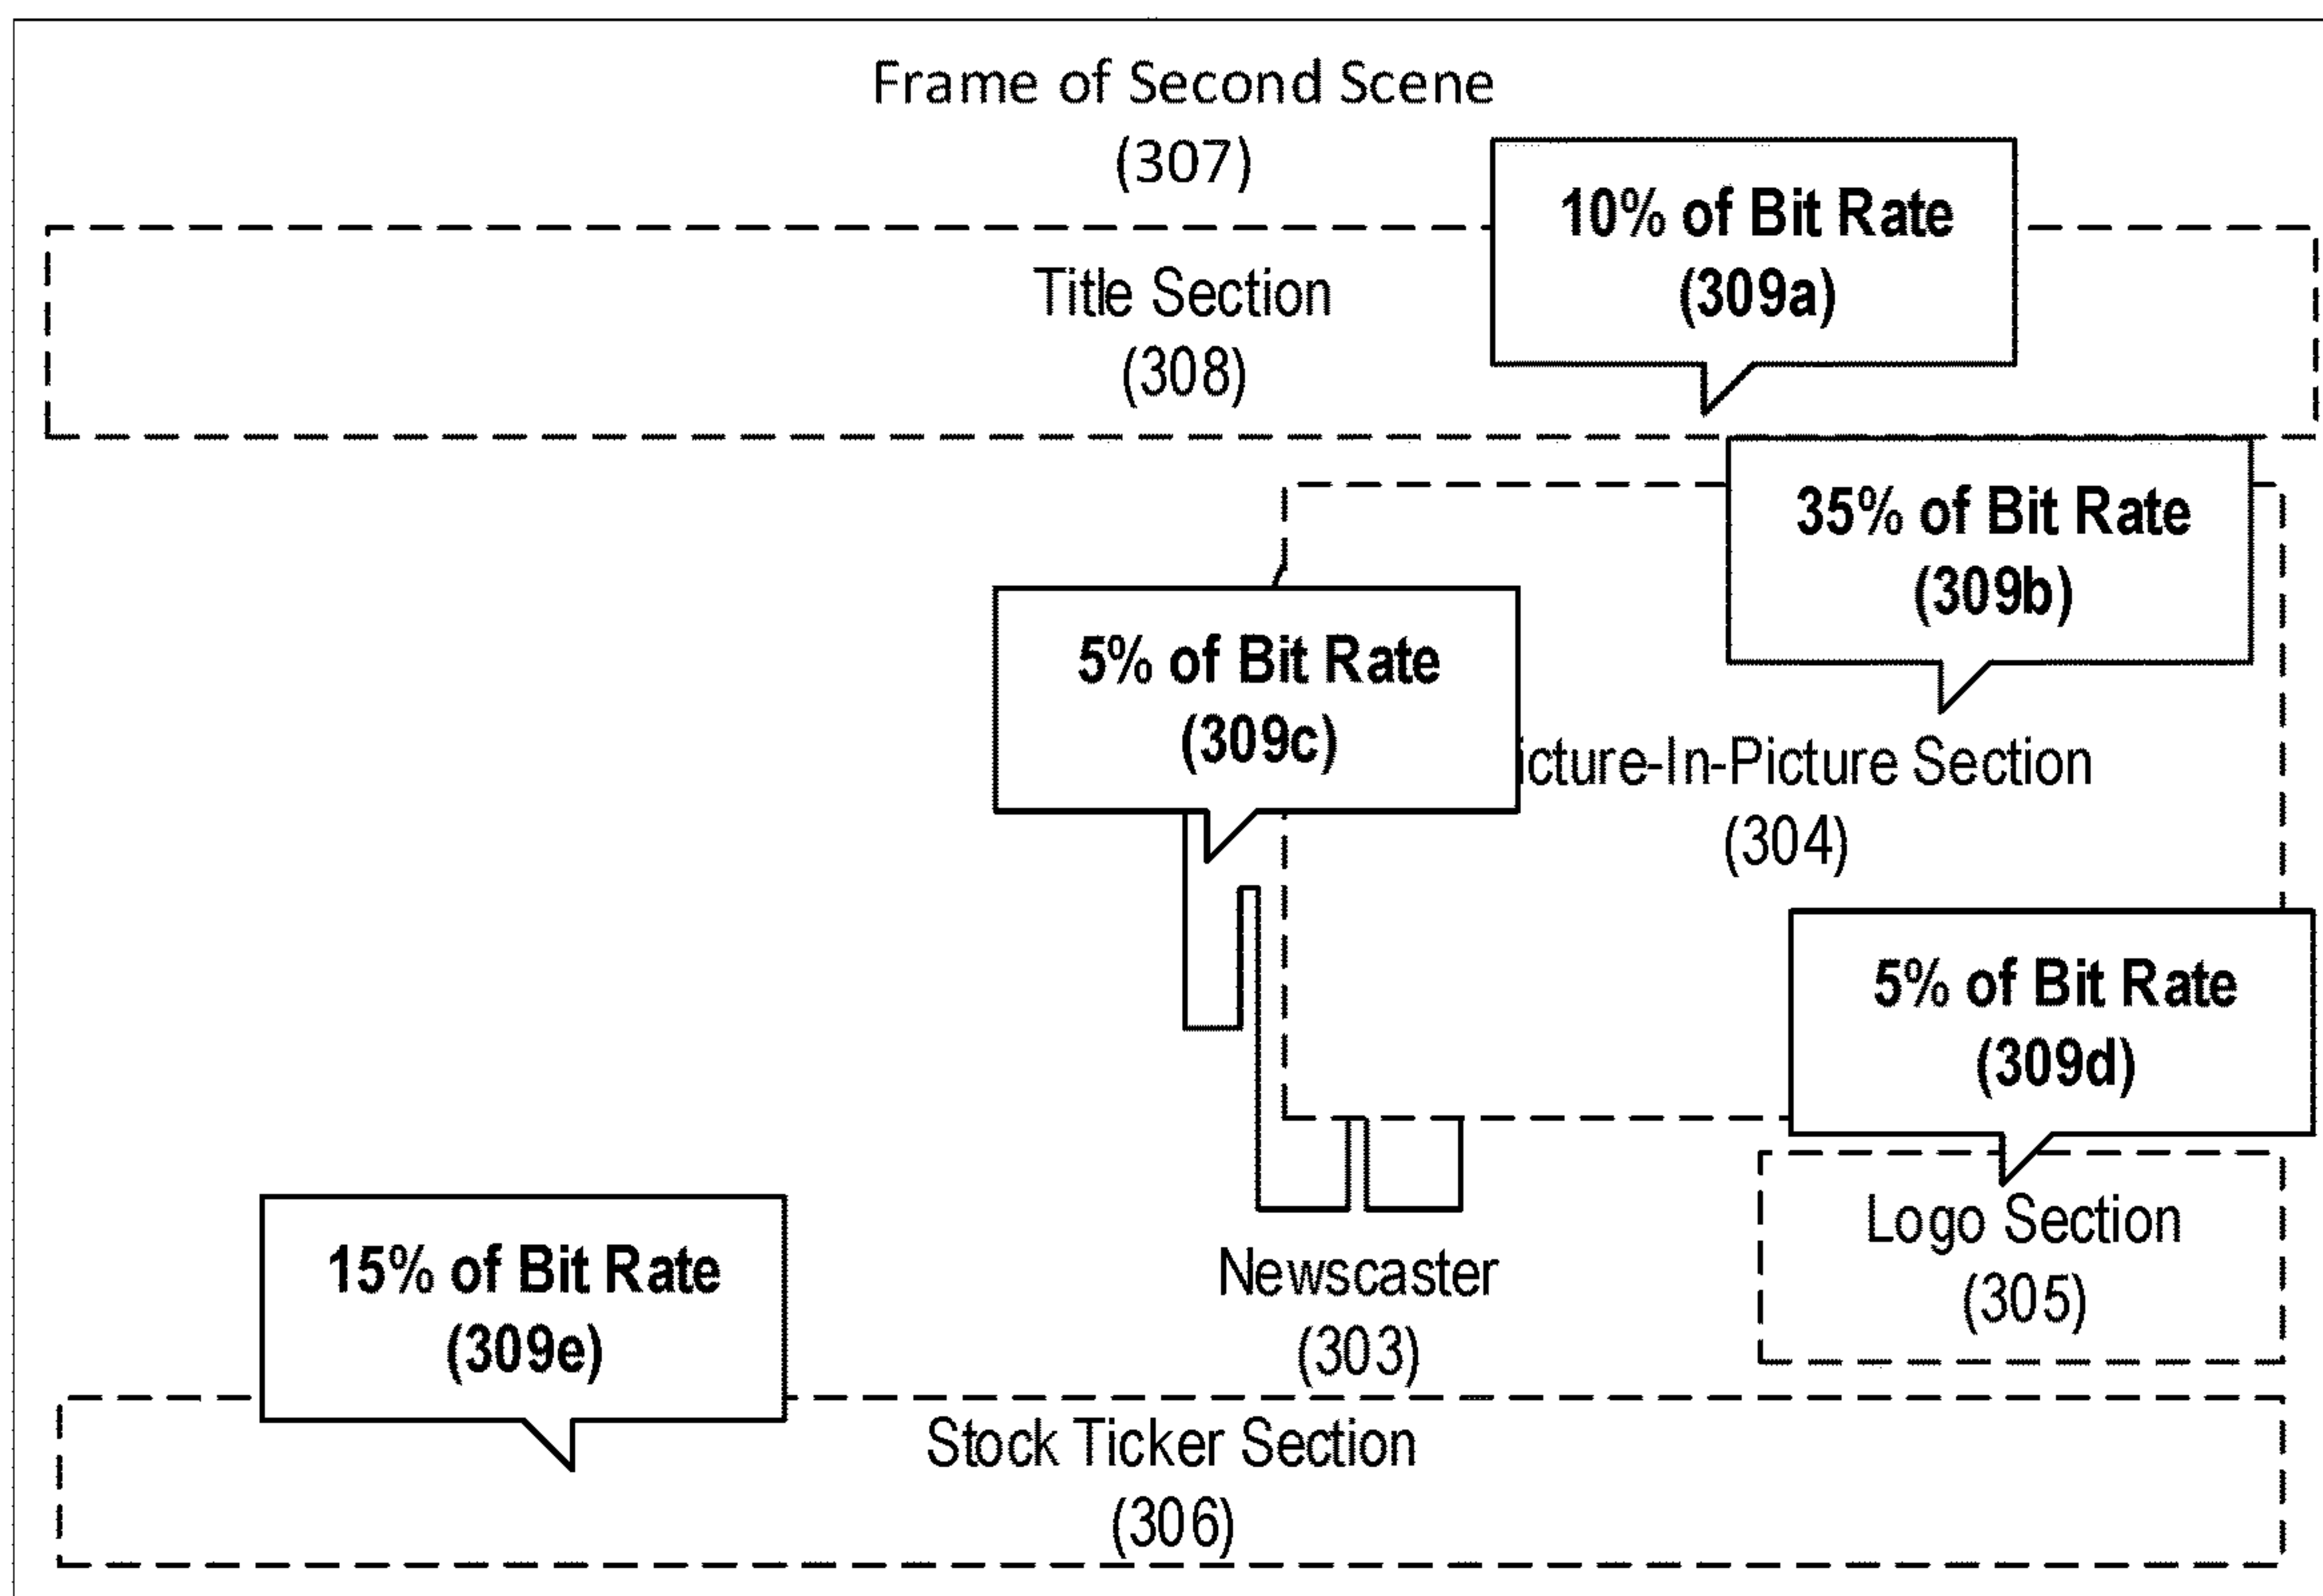 Frame of Second Scene
(307)
10% of Bit Rate
(309a)
Title Section
(308)
35% of Bit Rate
(309b)
5% of Bit Rate
(309c)
icture-In-Picture Section
(304)
5% of Bit Rate
(309d)
Logo Section
(305)
15% of Bit Rate
(309e)
Newscaster
(303)
Stock Ticker Section
(306)